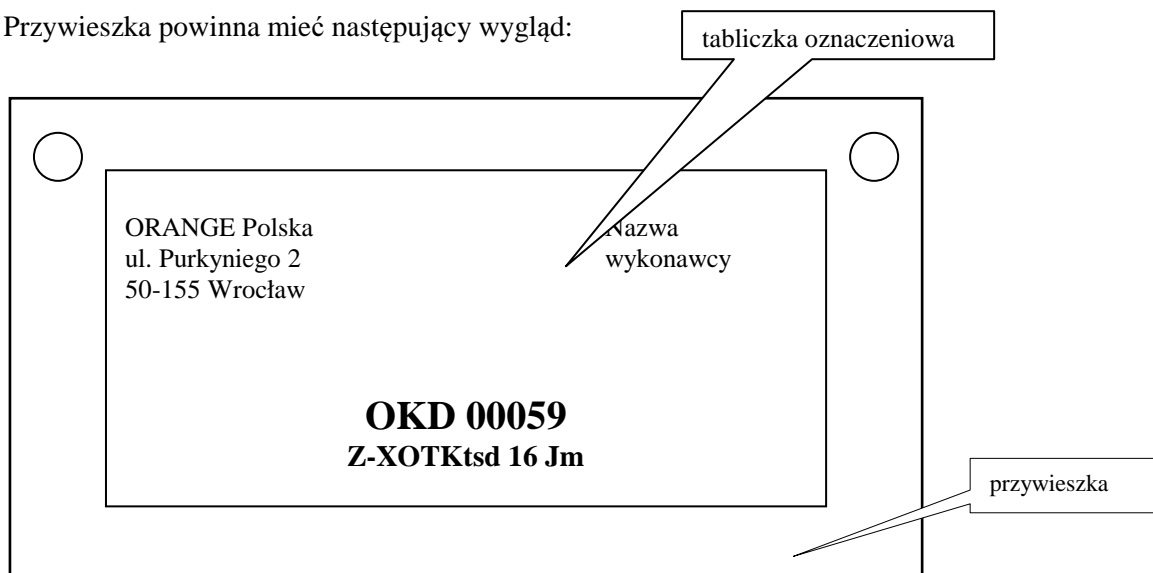 Przywieszka powinna mieć następujący wygląd:
tabliczka oznaczeniowa
ORANGE Polska
ul. Purkyniego 2
50-155 Wrocław
Nazwa
wykonawcy
OKD 00059
Z-XOTKtsd 16 Jm
przywieszka